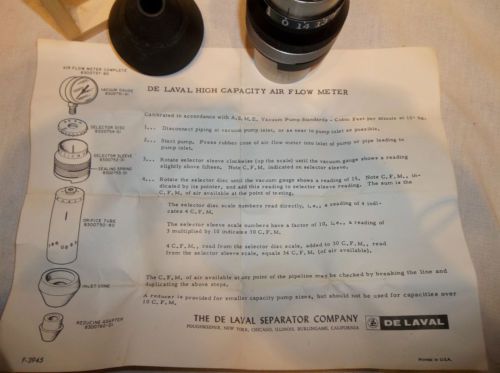 0 14 13
AIR FLOW METER COMPLETE
DE LAVAL HIGH CAPACITY AIR FLOW METER
VACUUM GAUGE
Calibrated in accordance with A.S.M.E. Vacuum Pump Standards - Cubic Feet per Minute at 15" hg.
1... Disconnect piping at vacuum pump inlet, or as near to pump inlet as possible.
SELECTOR DISC
2... Start pump. Press rubber cone of air flow meter into inlet of pump or pipe leading to
pump inlet.
SELECTOR SLEEVE
SEALING SPRING
3... Rotate selector sleeve clockwise (up the scale) until the vacuum gauge shows a reading
slightly above fifteen. Note C.F.M. indicated on selector sleeve.
4... Rotate the selector disc until the vacuum gauge shows a reading of 15. Note C.F.M., in-
dicated by its pointer, and add this reading to selector sleeve reading. The sum is the
C.F.M. of air available at the point of testing.
The selector disc scale numbers read directly, i.e., a reading of 4 indi-
cates 4 C.F.M.
ORIFICE TUBE
The selector sleeve scale numbers have a factor of 10, i.e., a reading of
3 multiplied by 10 indicates 30 C.F.M.
4 C.F.M., read from the selector disc scale, added to 30 C.F.M., read
from the selector sleeve scale, equals 34 C.F.M. (of air available).
INLET CONE
The C.F.M. of air available at any point of the pipeline may be checked by breaking the line and
duplicating the above steps.
A reducer is provided for smaller capacity pump sizes, but should not be used for capacities over
10 C.F.M.
REDUCING ADAPTER
THE DE LAVAL SEPARATOR COMPANY
DE LAVAL
POUGHKEEPSIE, NEW YORK, CHICAGO, ILLINOIS, BURLINGAME, CALIFORNIA
F-3945
Printed in U.S.A.